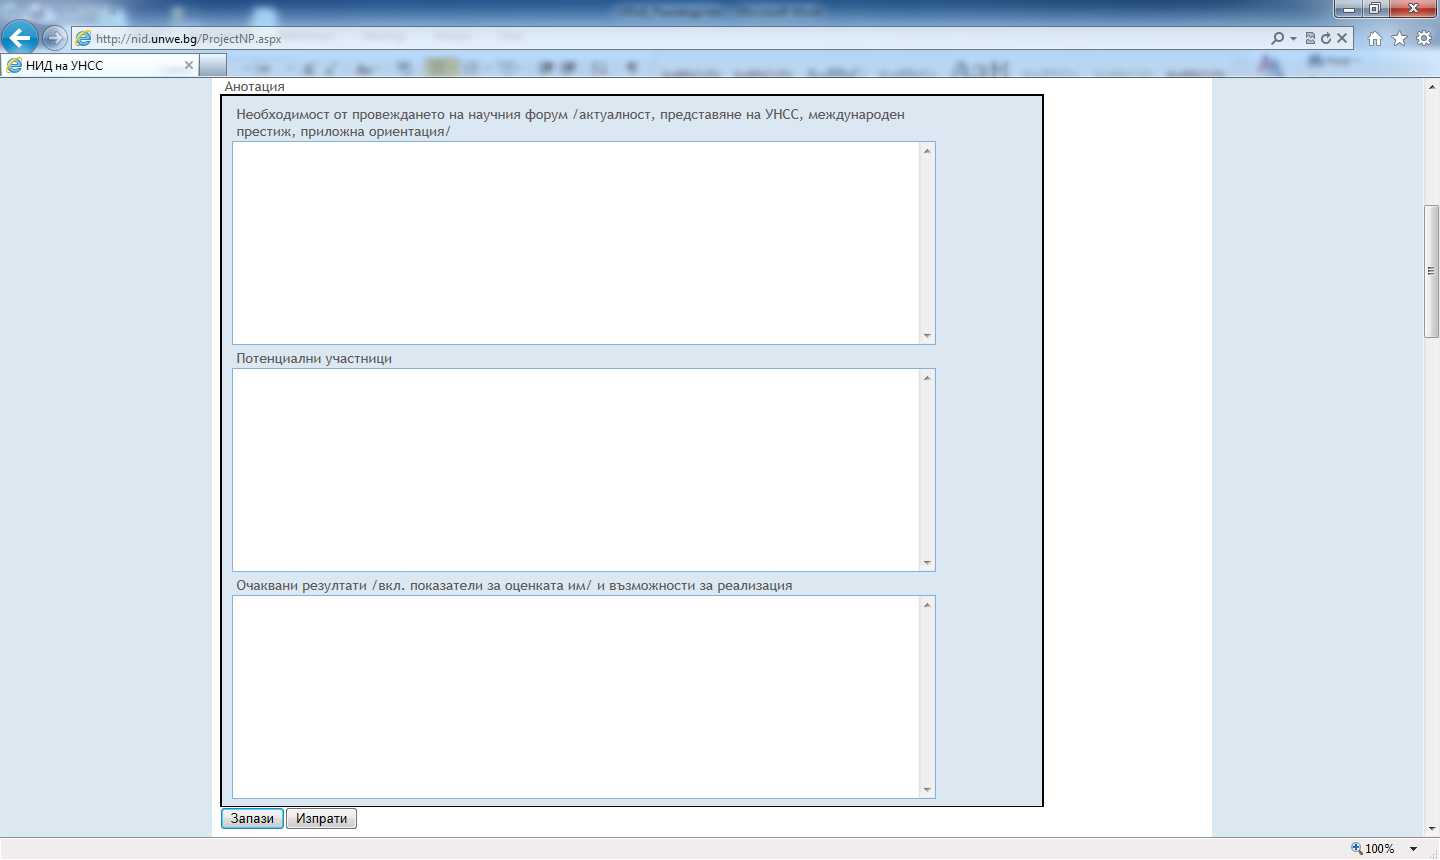 http://nid.unwe.bg/ProjectNP.aspx
НИД на УНСС
Анотация
Необходимост от провеждането на научния форум /актуалност, представяне на УНСС, международен
престиж, приложна ориентация/
Потенциални участници
Очаквани резултати /вкл. показатели за оценката им/ и възможности за реализация
Запази Изпрати
100%